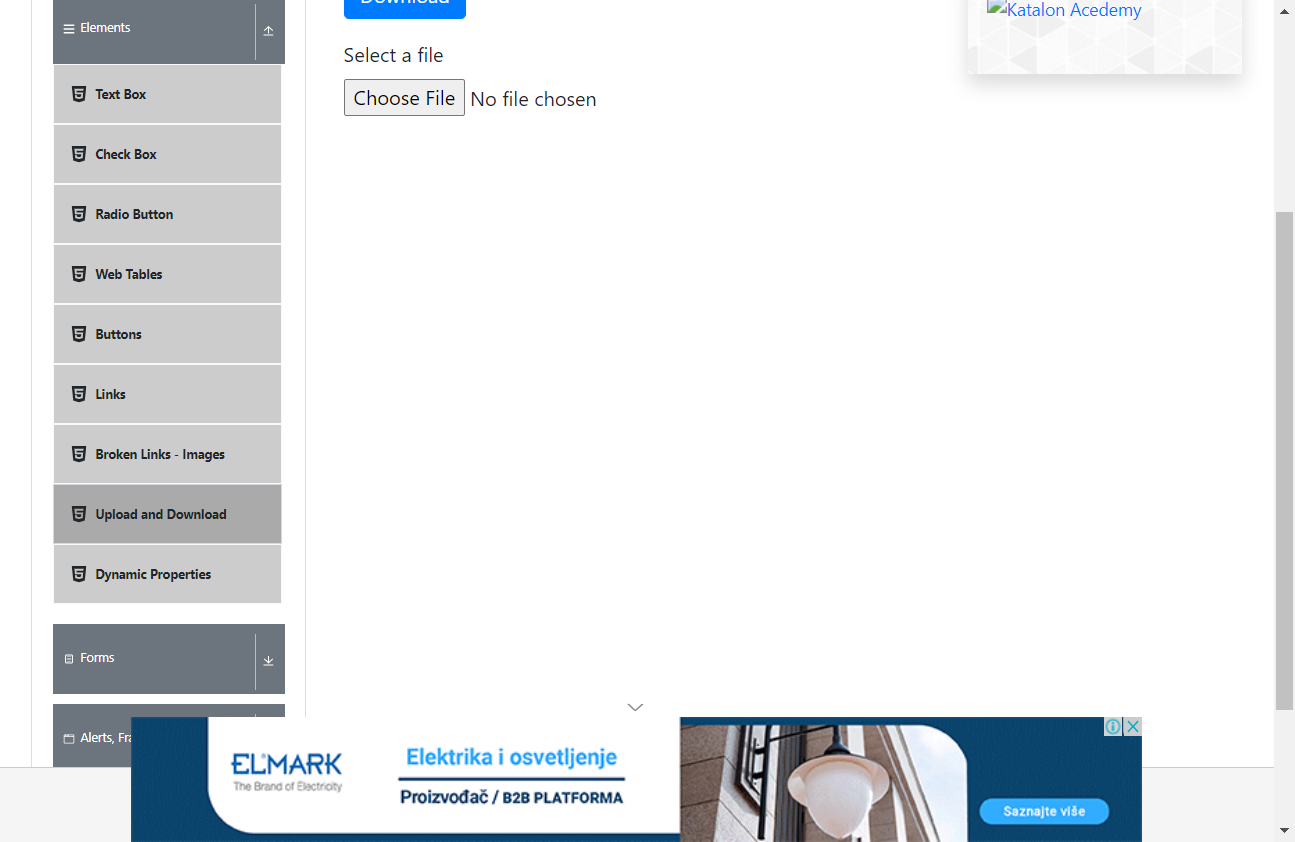 Download
Elements
Katalon Acedemy
Select a file
Choose File No file chosen
Text Box
Check Box
Radio Button
Web Tables
Buttons
Links
Broken Links - Images
Upload and Download
Dynamic Properties
Forms
Alerts, Fra
ELMARK
The Brand of Electricity
Elektrika i osvetljenje
Proizvođač / B2B PLATFORMA
Saznajte više